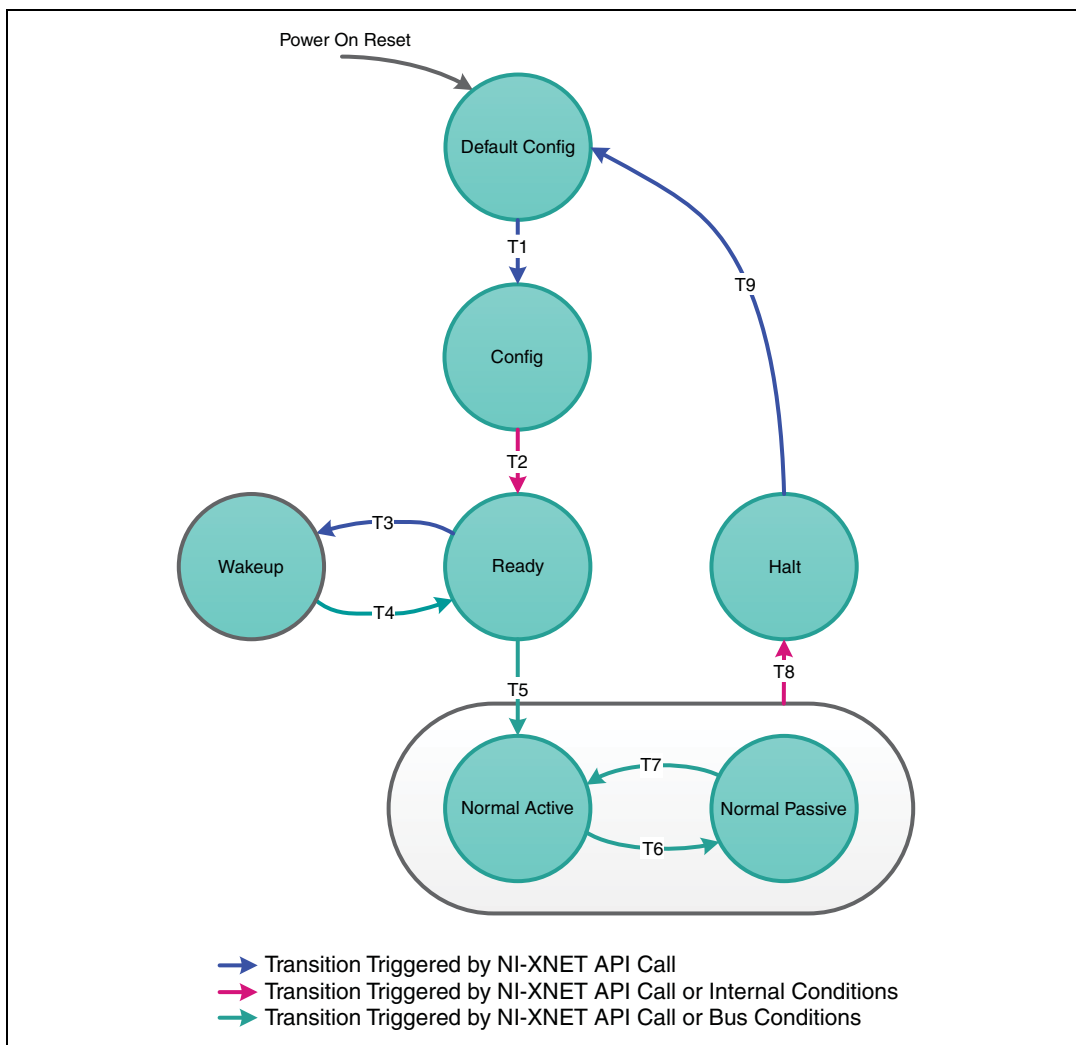 Power On Reset
Default Config
T1
T9
Config
T2
T3
Wakeup
Ready
Halt
T4
T8
T5
T7
Normal Active
Normal Passive
T6
Transition Triggered by NI-XNET API Call
Transition Triggered by NI-XNET API Call or Internal Conditions
Transition Triggered by NI-XNET API Call or Bus Conditions